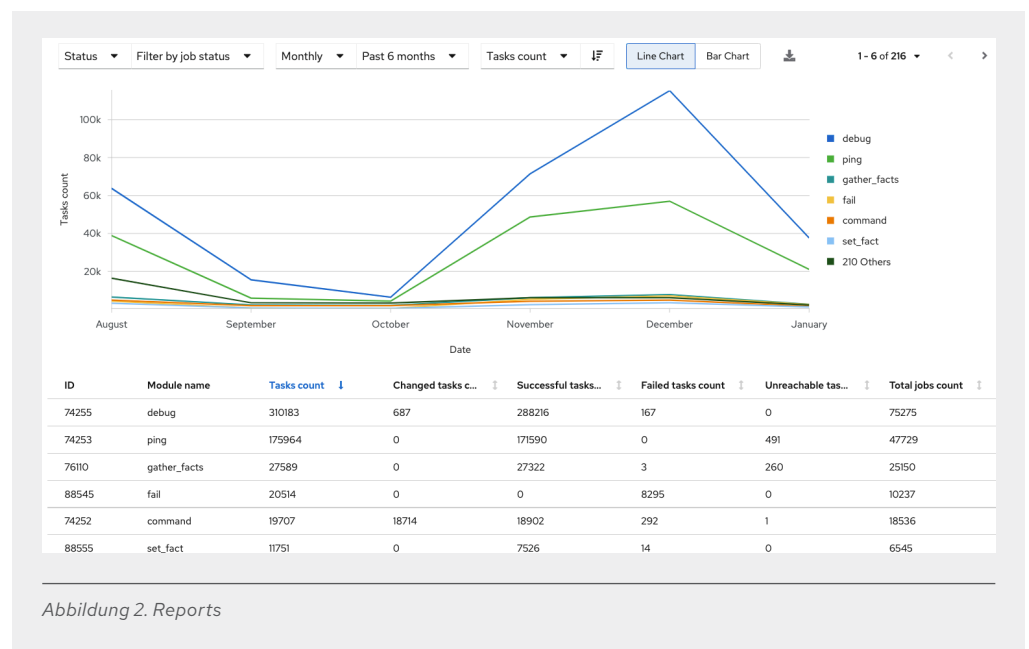 Status Filter by job status Monthly Past 6 months Tasks count Line Chart Bar Chart 1 - 6 of 216
100k
80k
60k
40k
20k
Tasks count
August September October November December January
Date
debug
ping
gather_facts
fail
command
set_fact
210 Others
ID Module name Tasks count Changed tasks c... Successful tasks... Failed tasks count Unreachable tas... Total jobs count
74255 debug 310183 687 288216 167 0 75275
74253 ping 175964 0 171590 0 491 47729
76110 gather_facts 27589 0 27322 3 260 25150
88545 fail 20514 0 0 8295 0 10237
74252 command 19707 18714 18902 292 1 18536
88555 set_fact 11751 0 7526 14 0 6545
Abbildung 2. Reports